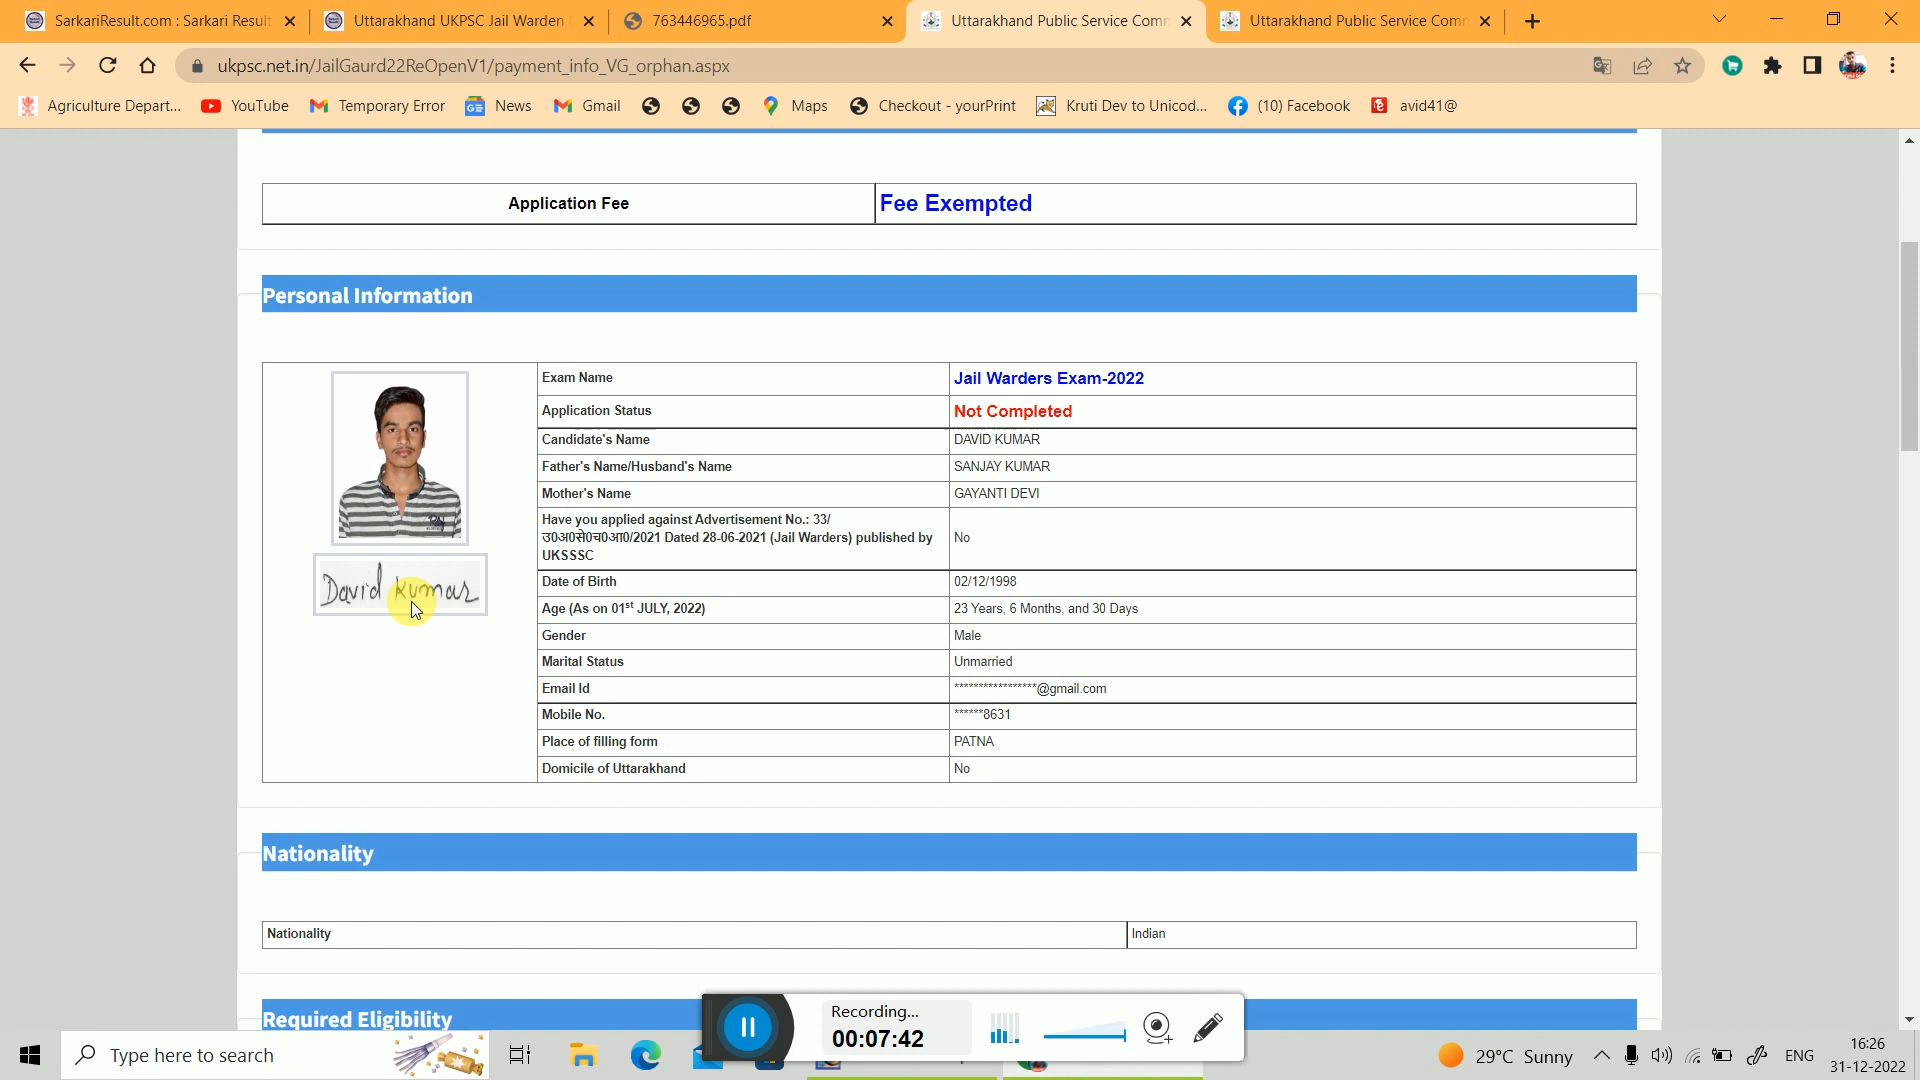 SarkariResult.com : Sarkari Result
Uttarakhand UKPSC Jail Warden
763446965.pdf
Uttarakhand Public Service Comm
Uttarakhand Public Service Comm
ukpsc.net.in/JailGaurd22ReOpenV1/payment_info_VG_orphan.aspx
Agriculture Depart...
YouTube
Temporary Error
News
Gmail
Maps
Checkout - yourPrint
Kruti Dev to Unicod...
(10) Facebook
avid41@
Application Fee
Fee Exempted
Personal Information
Exam Name
Jail Warders Exam-2022
Application Status
Not Completed
Candidate's Name
DAVID KUMAR
Father's Name/Husband's Name
SANJAY KUMAR
Mother's Name
GAYANTI DEVI
Have you applied against Advertisement No.: 33/
उ0अ0से0च0आ0/2021 Dated 28-06-2021 (Jail Warders) published by
UKSSSC
No
Date of Birth
02/12/1998
Age (As on 01st JULY, 2022)
23 Years, 6 Months, and 30 Days
Gender
Male
Marital Status
Unmarried
Email Id
*****************@gmail.com
Mobile No.
******8631
Place of filling form
PATNA
Domicile of Uttarakhand
No
David Kumar
Nationality
Nationality
Indian
Required Eligibility
Recording...
00:07:42
Type here to search
29°C Sunny
ENG
16:26
31-12-2022